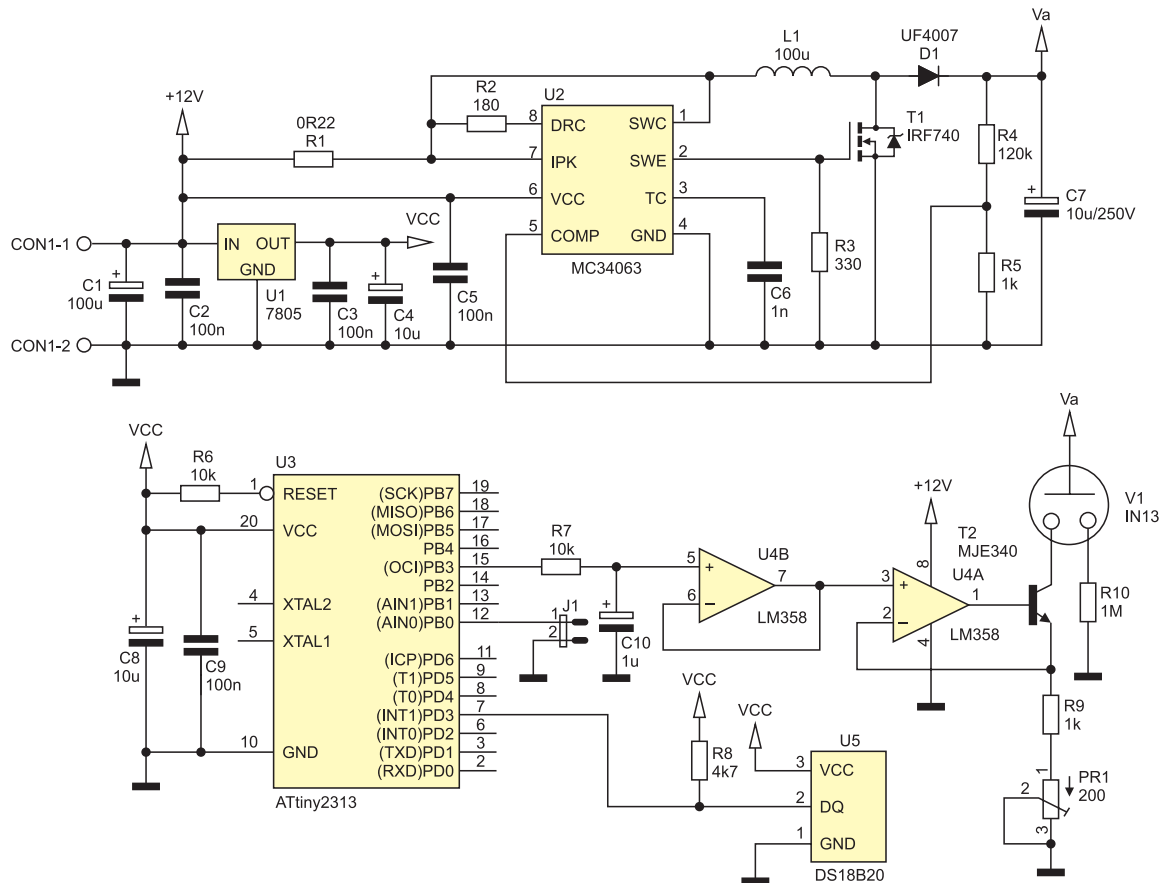 Va
L1
100u
UF4007
D1
+12V
R2
180
U2
0R22
R1
8 DRC SWC 1
7 IPK SWE 2
6 VCC TC 3
5 COMP GND 4
MC34063
T1
IRF740
R4
120k
+
C7
10u/250V
R3
330
R5
1k
C6
1n
CON1-1
IN OUT
GND
U1
7805
VCC
+
C1
100u
C2
100n
C3
100n
+
C4
10u
C5
100n
CON1-2
VCC
R6
10k
U3
1 RESET
20 VCC
4 XTAL2
5 XTAL1
10 GND
(SCK)PB7 19
(MISO)PB6 18
(MOSI)PB5 17
PB4 16
(OCI)PB3 15
PB2 14
(AIN1)PB1 13
(AIN0)PB0 12
(ICP)PD6 11
(T1)PD5 9
(T0)PD4 8
(INT1)PD3 7
(INT0)PD2 6
(TXD)PD1 3
(RXD)PD0 2
ATtiny2313
+
C8
10u
C9
100n
R7
10k
J1
1
2
+
C10
1u
5 +
6 −
7
U4B
LM358
+12V
8
3 +
2 −
1
4
U4A
LM358
T2
MJE340
Va
V1
IN13
R10
1M
R9
1k
1
2
3
PR1
200
VCC
R8
4k7
VCC
U5
3 VCC
2 DQ
1 GND
DS18B20